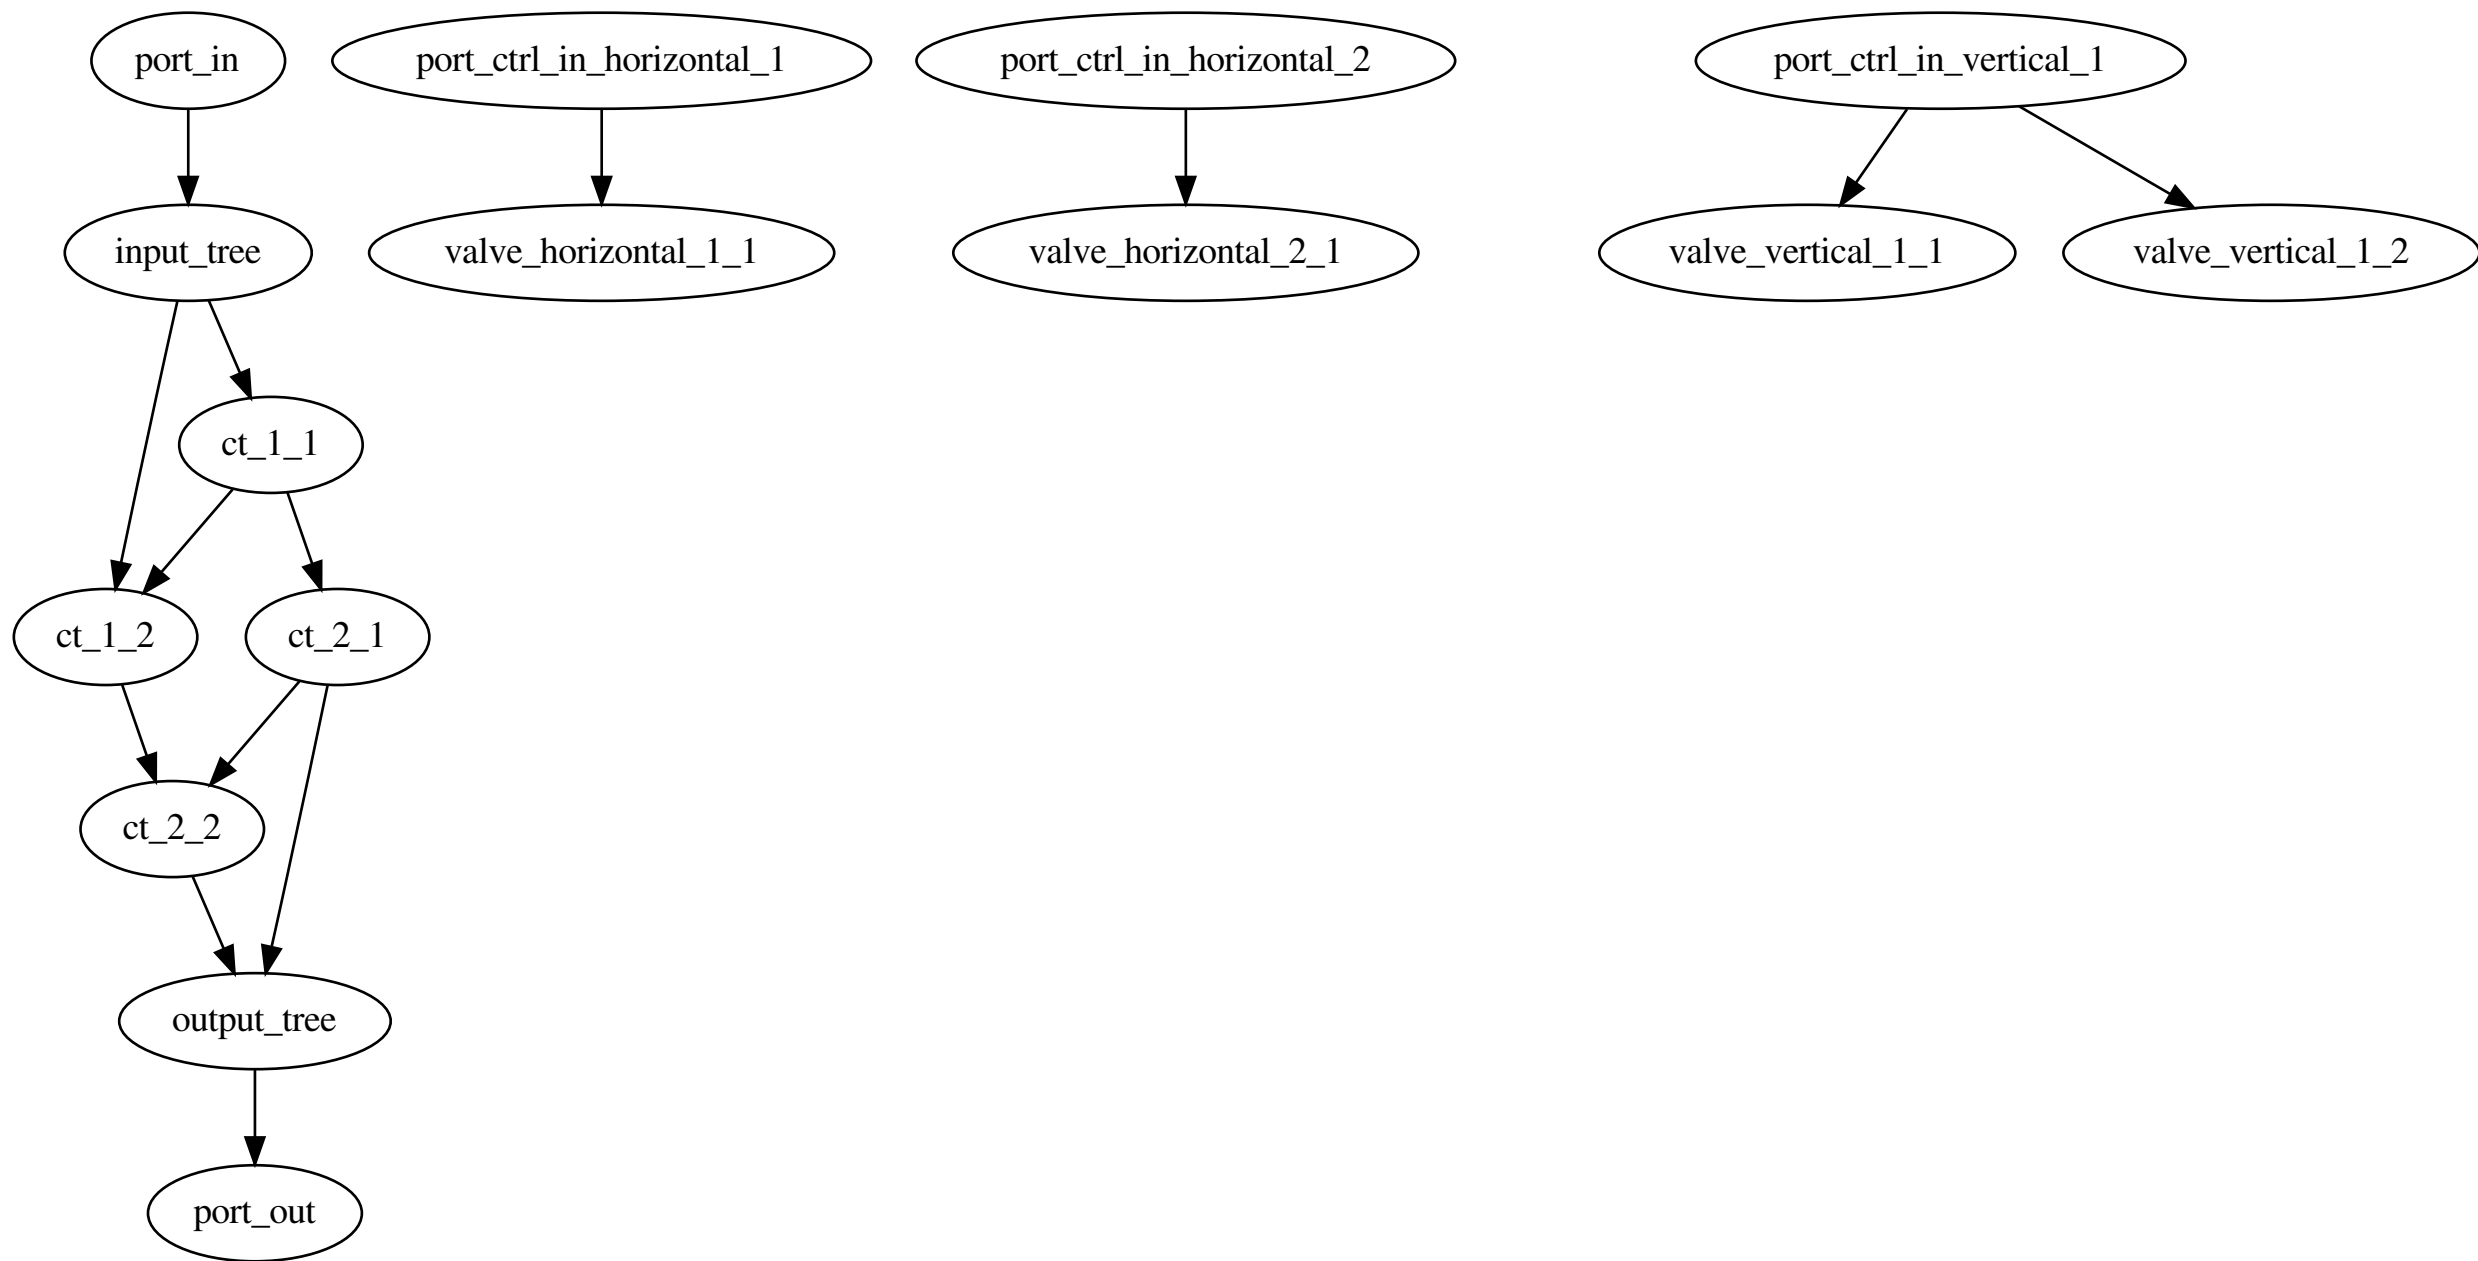 port_in
port_ctrl_in_horizontal_1
port_ctrl_in_horizontal_2
port_ctrl_in_vertical_1
input_tree
valve_horizontal_1_1
valve_horizontal_2_1
valve_vertical_1_1
valve_vertical_1_2
ct_1_1
ct_1_2
ct_2_1
ct_2_2
output_tree
port_out